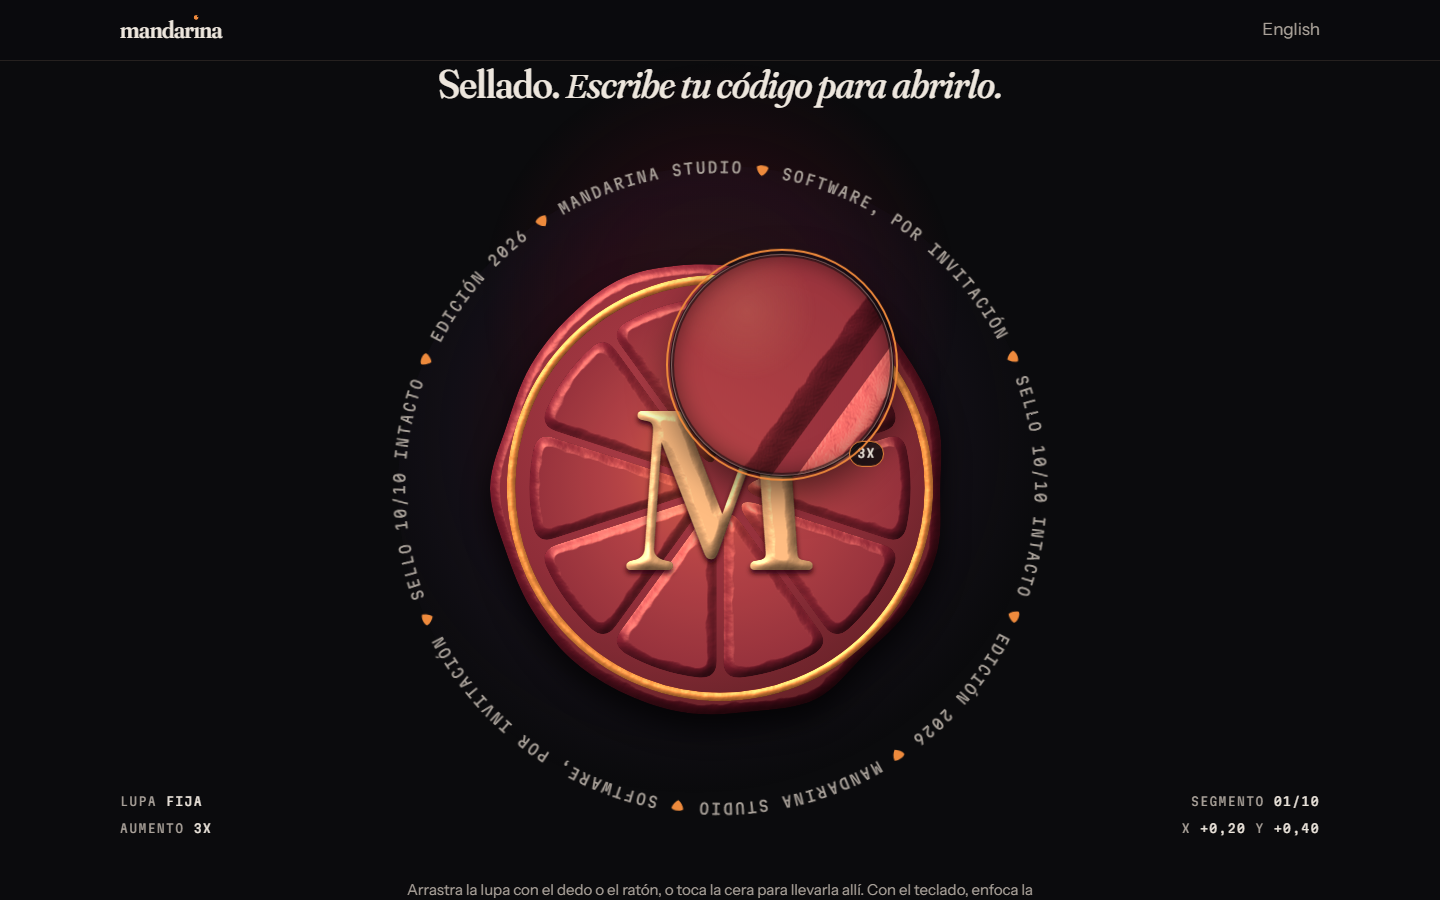 mandarina
English
Sellado. Escribe tu código para abrirlo.
MANDARINA STUDIO SOFTWARE, POR INVITACIÓN SELLO 10/10 INTACTO EDICIÓN 2026 MANDARINA STUDIO SOFTWARE, POR INVITACIÓN SELLO 10/10 INTACTO EDICIÓN 2026
M
3X
LUPA FIJA
AUMENTO 3X
SEGMENTO 01/10
X +0,20 Y +0,40
Arrastra la lupa con el dedo o el ratón, o toca la cera para llevarla allí. Con el teclado, enfoca la